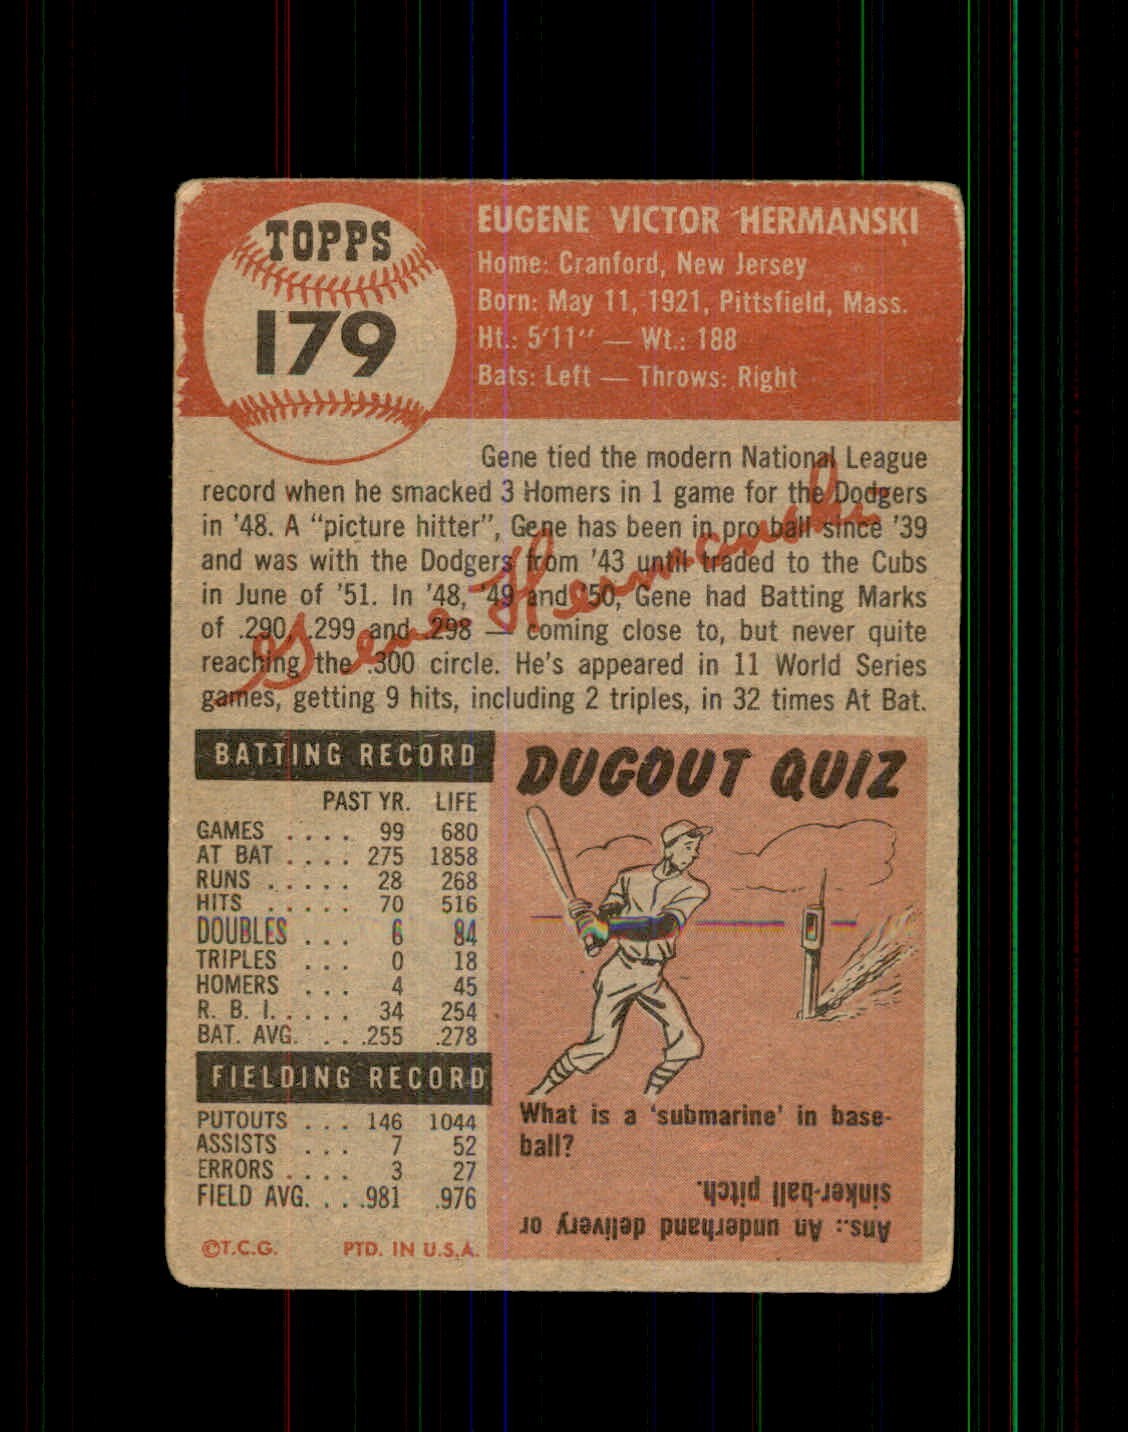 TOPPS
179
EUGENE VICTOR HERMANSKI
Home: Cranford, New Jersey
Born: May 11, 1921, Pittsfield, Mass.
Ht.: 5'11" — Wt.: 188
Bats: Left — Throws: Right
Gene tied the modern National League
record when he smacked 3 Homers in 1 game for the Dodgers
in '48. A "picture hitter", Gene has been in pro ball since '39
and was with the Dodgers from '43 until traded to the Cubs
in June of '51. In '48, '49 and '50, Gene had Batting Marks
of .290, .299 and .298 — coming close to, but never quite
reaching the .300 circle. He's appeared in 11 World Series
games, getting 9 hits, including 2 triples, in 32 times At Bat.
Gene Hermanski
BATTING RECORD
PAST YR. LIFE
GAMES .... 99 680
AT BAT .... 275 1858
RUNS ..... 28 268
HITS ..... 70 516
DOUBLES ... 6 84
TRIPLES ... 0 18
HOMERS ... 4 45
R. B. I. .... 34 254
BAT. AVG. ... .255 .278
FIELDING RECORD
PUTOUTS ... 146 1044
ASSISTS ... 7 52
ERRORS .... 3 27
FIELD AVG. ... .981 .976
©T.C.G. PTD. IN U.S.A.
DUGOUT QUIZ
What is a 'submarine' in base-
ball?
Ans.: An underhand delivery or
sinker-ball pitch.